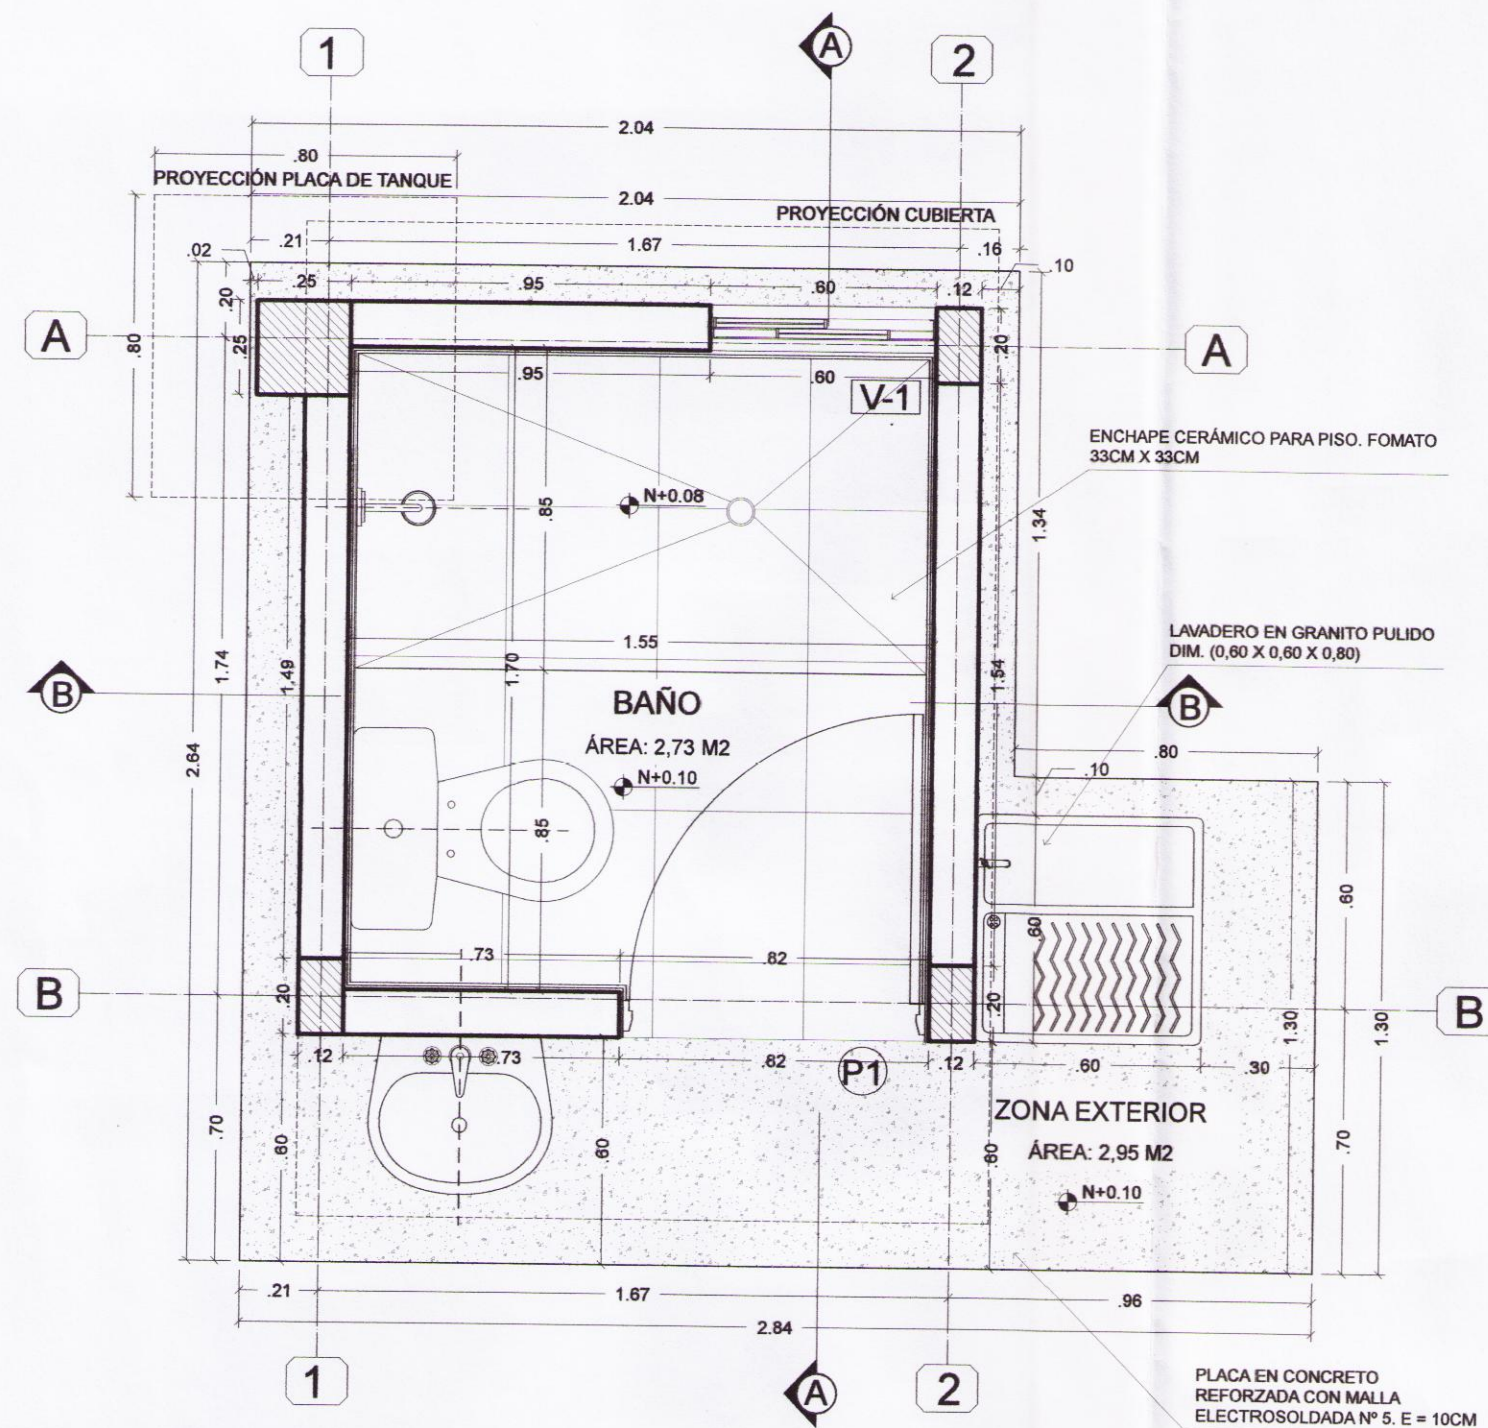 1
A
2
2.04
.80
PROYECCIÓN PLACA DE TANQUE
2.04
PROYECCIÓN CUBIERTA
.21
1.67
.16
.02
.10
.25
.95
.60
.12
.20
A
.80
.25
.20
A
.95
.60
V-1
ENCHAPE CERÁMICO PARA PISO. FOMATO
33CM X 33CM
N+0.08
.85
1.34
LAVADERO EN GRANITO PULIDO
DIM. (0,60 X 0,60 X 0,80)
1.55
1.74
1.49
1.70
1.54
B
BAÑO
B
ÁREA: 2,73 M2
2.64
.80
N+0.10
.10
.85
.60
.60
.73
.82
B
.20
.20
B
1.30
1.30
.12
.73
.82
P1
.12
.60
.30
ZONA EXTERIOR
.70
.60
.60
.60
ÁREA: 2,95 M2
.70
N+0.10
.21
1.67
.96
2.84
1
A
2
PLACA EN CONCRETO
REFORZADA CON MALLA
ELECTROSOLDADA Nº 5. E = 10CM